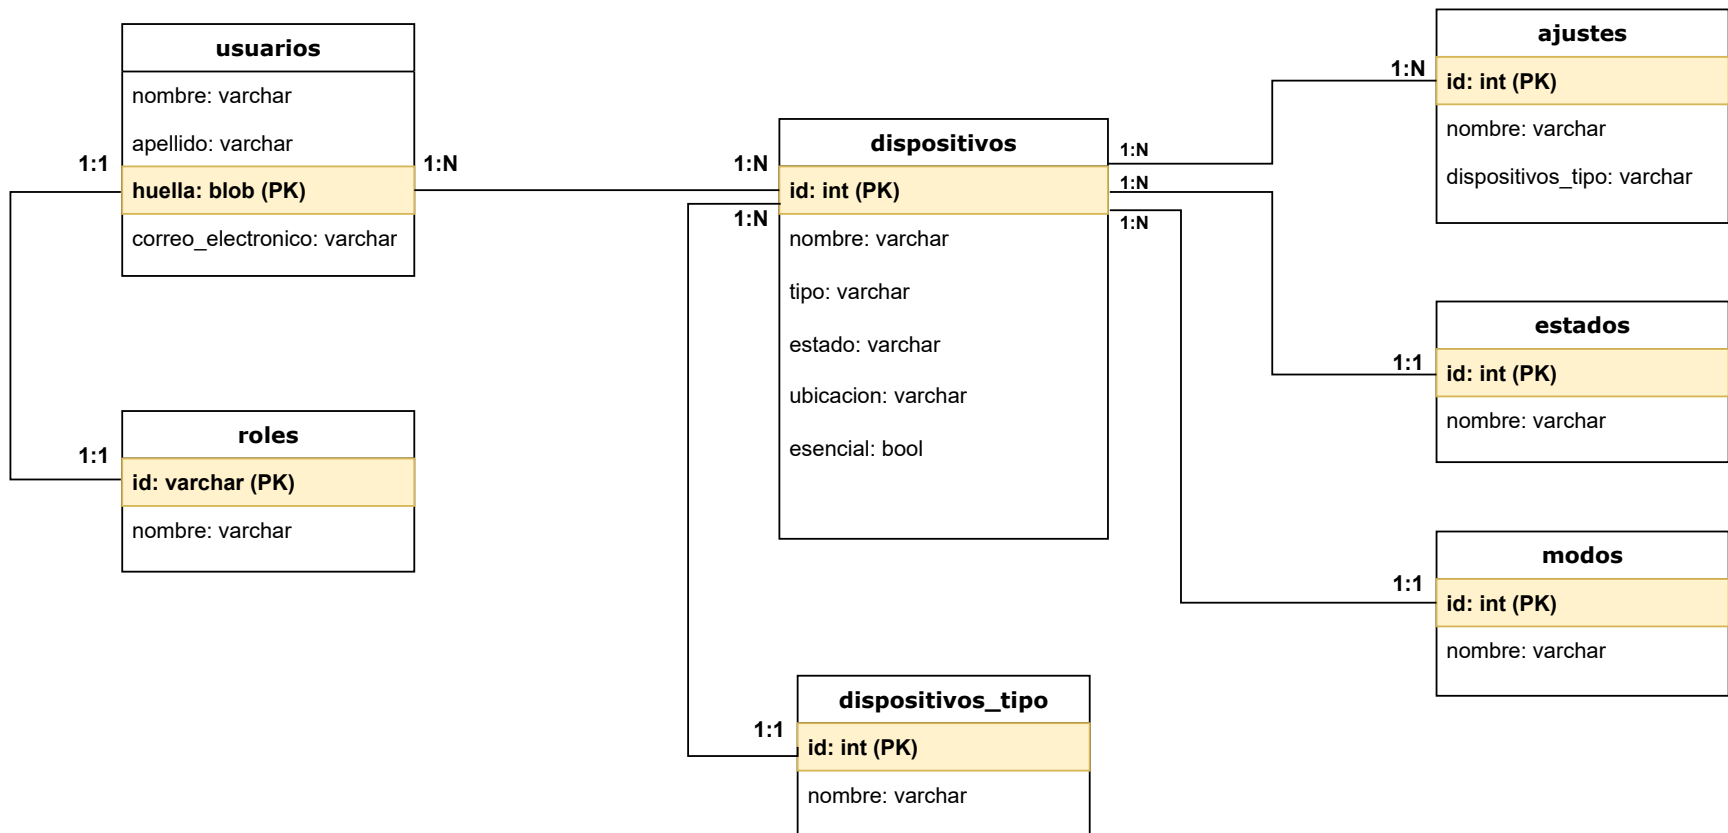 usuarios
nombre: varchar
apellido: varchar
huella: blob (PK)
correo_electronico: varchar
1:1
1:N
roles
1:1
id: varchar (PK)
nombre: varchar
dispositivos
1:N
id: int (PK)
1:N
nombre: varchar
tipo: varchar
estado: varchar
ubicacion: varchar
esencial: bool
1:N
1:N
1:N
dispositivos_tipo
1:1
id: int (PK)
nombre: varchar
ajustes
1:N
id: int (PK)
nombre: varchar
dispositivos_tipo: varchar
estados
1:1
id: int (PK)
nombre: varchar
modos
1:1
id: int (PK)
nombre: varchar